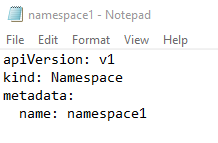 namespace1 - Notepad
File Edit Format View Help
apiVersion: v1
kind: Namespace
metadata:
  name: namespace1